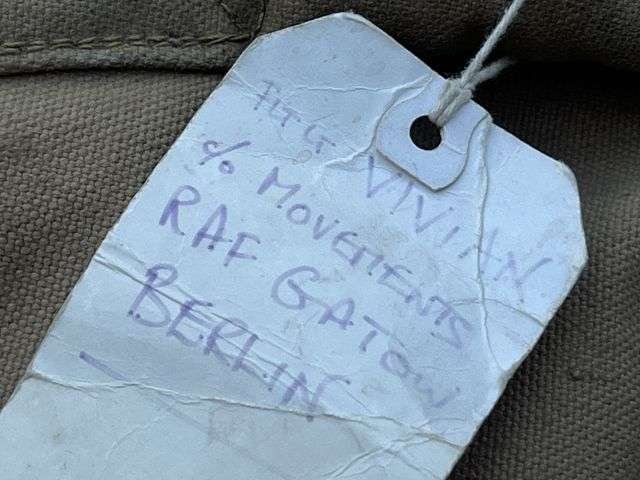 VIVIAN
c/o MOVEMENTS
RAF GATOW
BERLIN